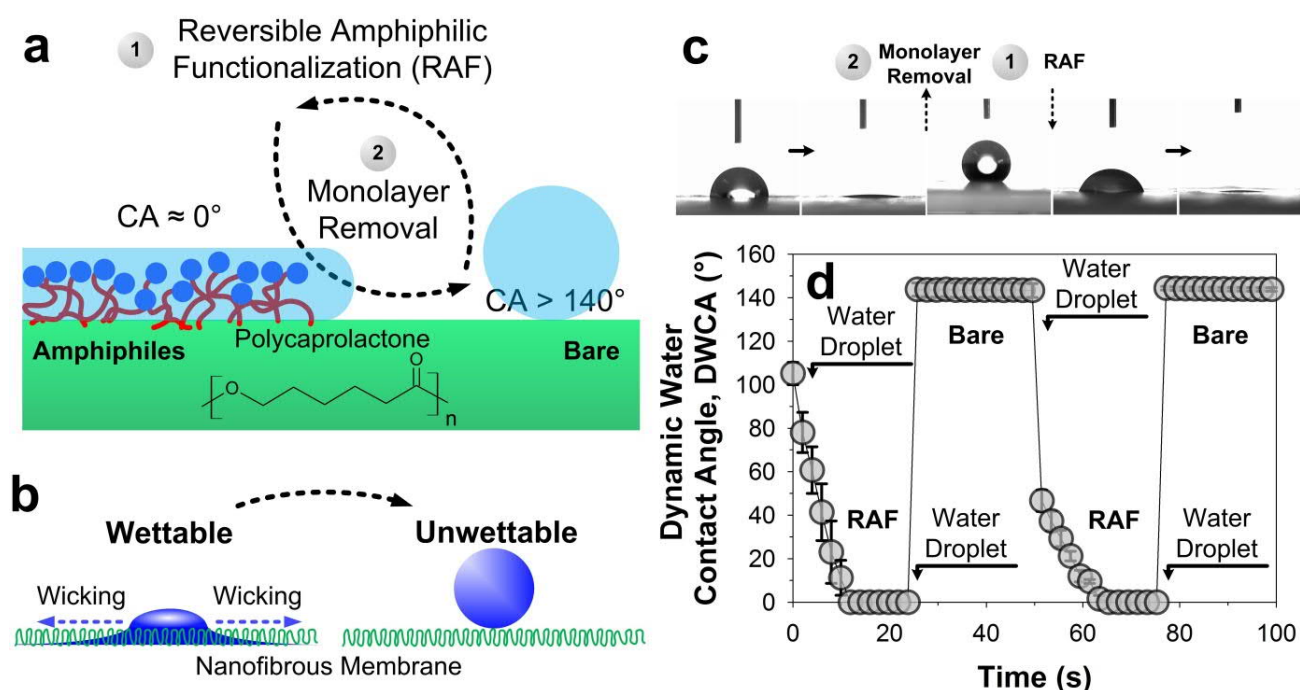 a
1
Reversible Amphiphilic
Functionalization (RAF)
2
Monolayer
Removal
CA ≈ 0°
CA > 140°
Amphiphiles
Polycaprolactone
Bare
O
O
n
b
Wettable
Unwettable
Wicking
Wicking
Nanofibrous Membrane
c
2
Monolayer
Removal
1
RAF
d
Dynamic Water
Contact Angle, DWCA (°)
160
140
120
100
80
60
40
20
0
Water
Droplet
RAF
Bare
Water
Droplet
Water
Droplet
RAF
Bare
Water
Droplet
0
20
40
60
80
100
Time (s)